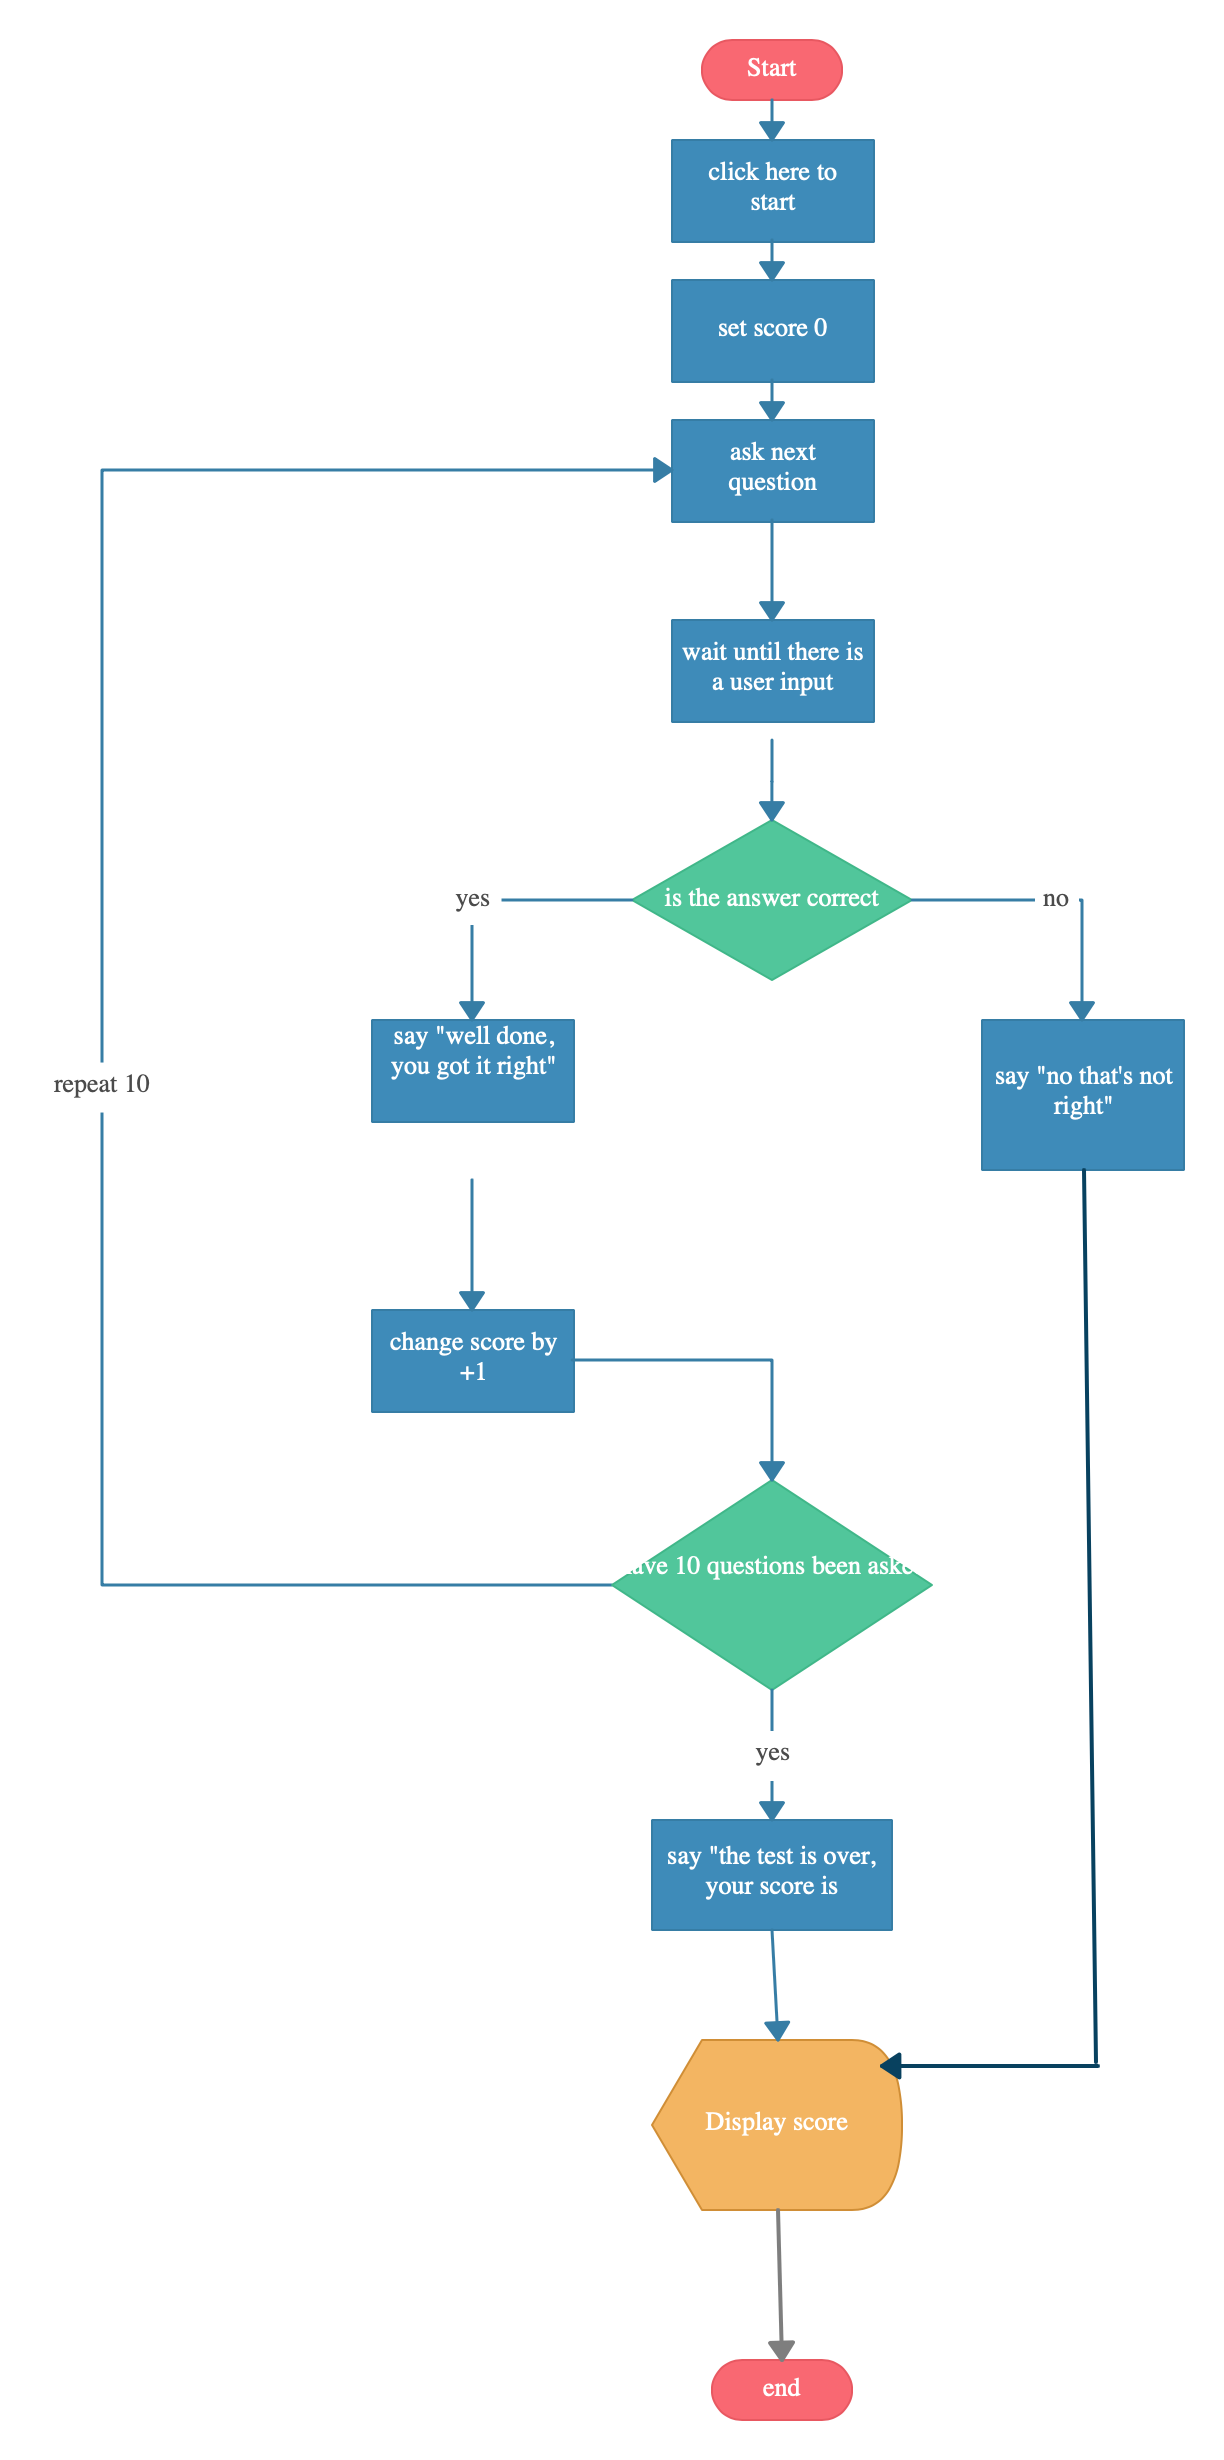 Start
click here to
start
set score 0
ask next
question
wait until there is
a user input
is the answer correct
yes
no
say "well done,
you got it right"
say "no that's not
right"
repeat 10
change score by
+1
ave 10 questions been aske
yes
say "the test is over,
your score is
Display score
end